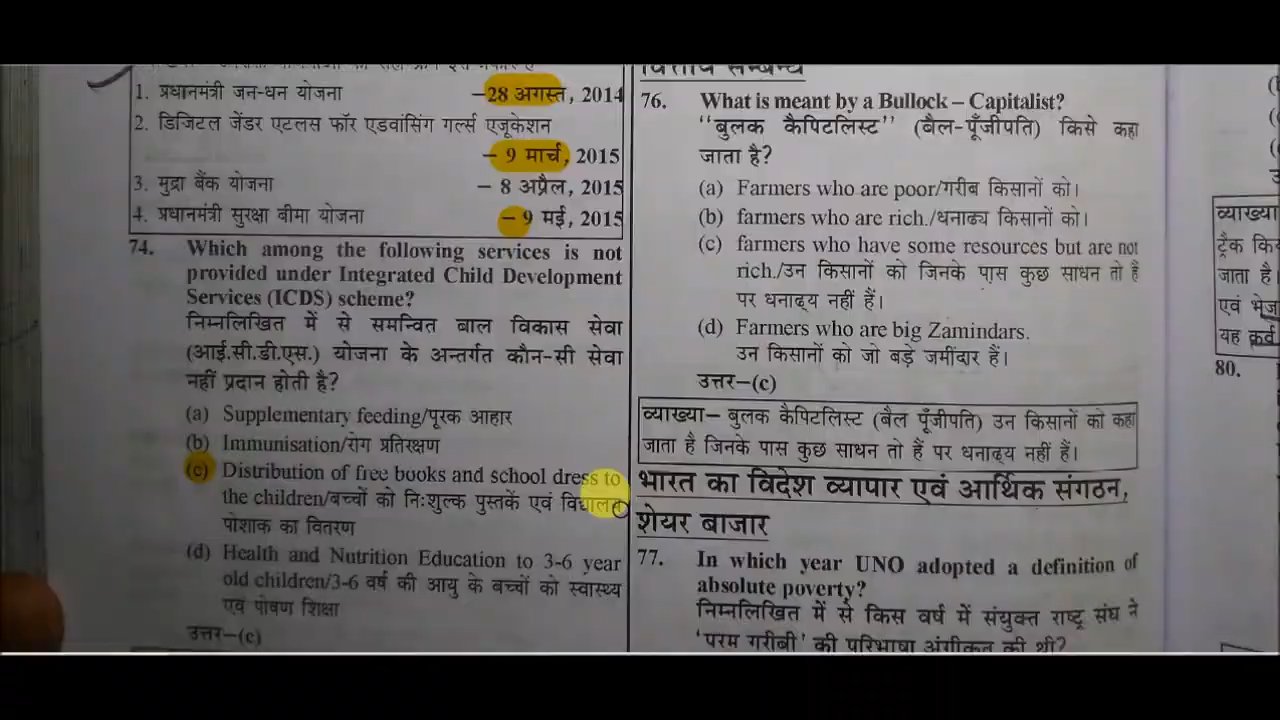 1. प्रधानमंत्री जन-धन योजना –28 अगस्त, 2014
2. डिजिटल जेंडर एटलस फॉर एडवांसिंग गर्ल्स एजूकेशन
– 9 मार्च, 2015
3. मुद्रा बैंक योजना – 8 अप्रैल, 2015
4. प्रधानमंत्री सुरक्षा बीमा योजना – 9 मई, 2015
74. Which among the following services is not
provided under Integrated Child Development
Services (ICDS) scheme?
निम्नलिखित में से समन्वित बाल विकास सेवा
(आई.सी.डी.एस.) योजना के अन्तर्गत कौन-सी सेवा
नहीं प्रदान होती है?
(a) Supplementary feeding/पूरक आहार
(b) Immunisation/रोग प्रतिरक्षण
(c) Distribution of free books and school dress to
the children/बच्चों को निःशुल्क पुस्तकें एवं विद्यालय
पोशाक का वितरण
(d) Health and Nutrition Education to 3-6 year
old children/3-6 वर्ष की आयु के बच्चों को स्वास्थ्य
एवं पोषण शिक्षा
उत्तर–(c)
वित्तीय सम्बन्ध
76. What is meant by a Bullock – Capitalist?
‘‘बुलक कैपिटलिस्ट’’ (बैल-पूँजीपति) किसे कहा
जाता है?
(a) Farmers who are poor/गरीब किसानों को।
(b) farmers who are rich./धनाढ्य किसानों को।
(c) farmers who have some resources but are not
rich./उन किसानों को जिनके पास कुछ साधन तो हैं
पर धनाढ्य नहीं हैं।
(d) Farmers who are big Zamindars.
उन किसानों को जो बड़े जमींदार हैं।
उत्तर–(c)
व्याख्या– बुलक कैपिटलिस्ट (बैल पूँजीपति) उन किसानों को कहा
जाता है जिनके पास कुछ साधन तो हैं पर धनाढ्य नहीं हैं।
भारत का विदेश व्यापार एवं आर्थिक संगठन,
शेयर बाजार
77. In which year UNO adopted a definition of
absolute poverty?
निम्नलिखित में से किस वर्ष में संयुक्त राष्ट्र संघ ने
‘परम गरीबी’ की परिभाषा अंगीकृत की थी?
व्याख्या
ट्रैक
जाता है
एवं
यह
80.